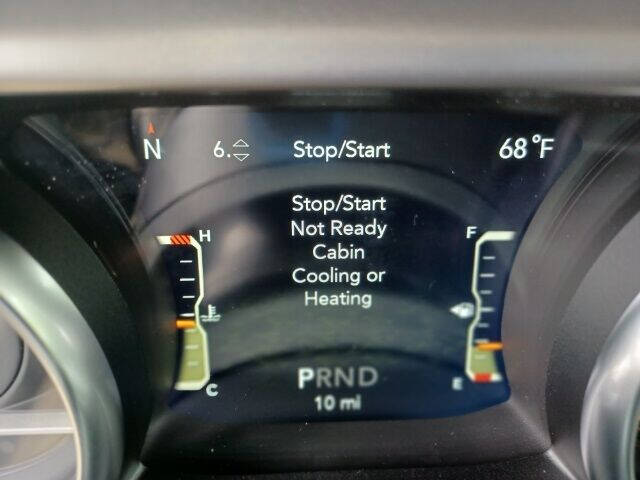 N 6. Stop/Start 68°F
Stop/Start
Not Ready
Cabin
Cooling or
Heating
H
F
C
E
PRND
10 mi